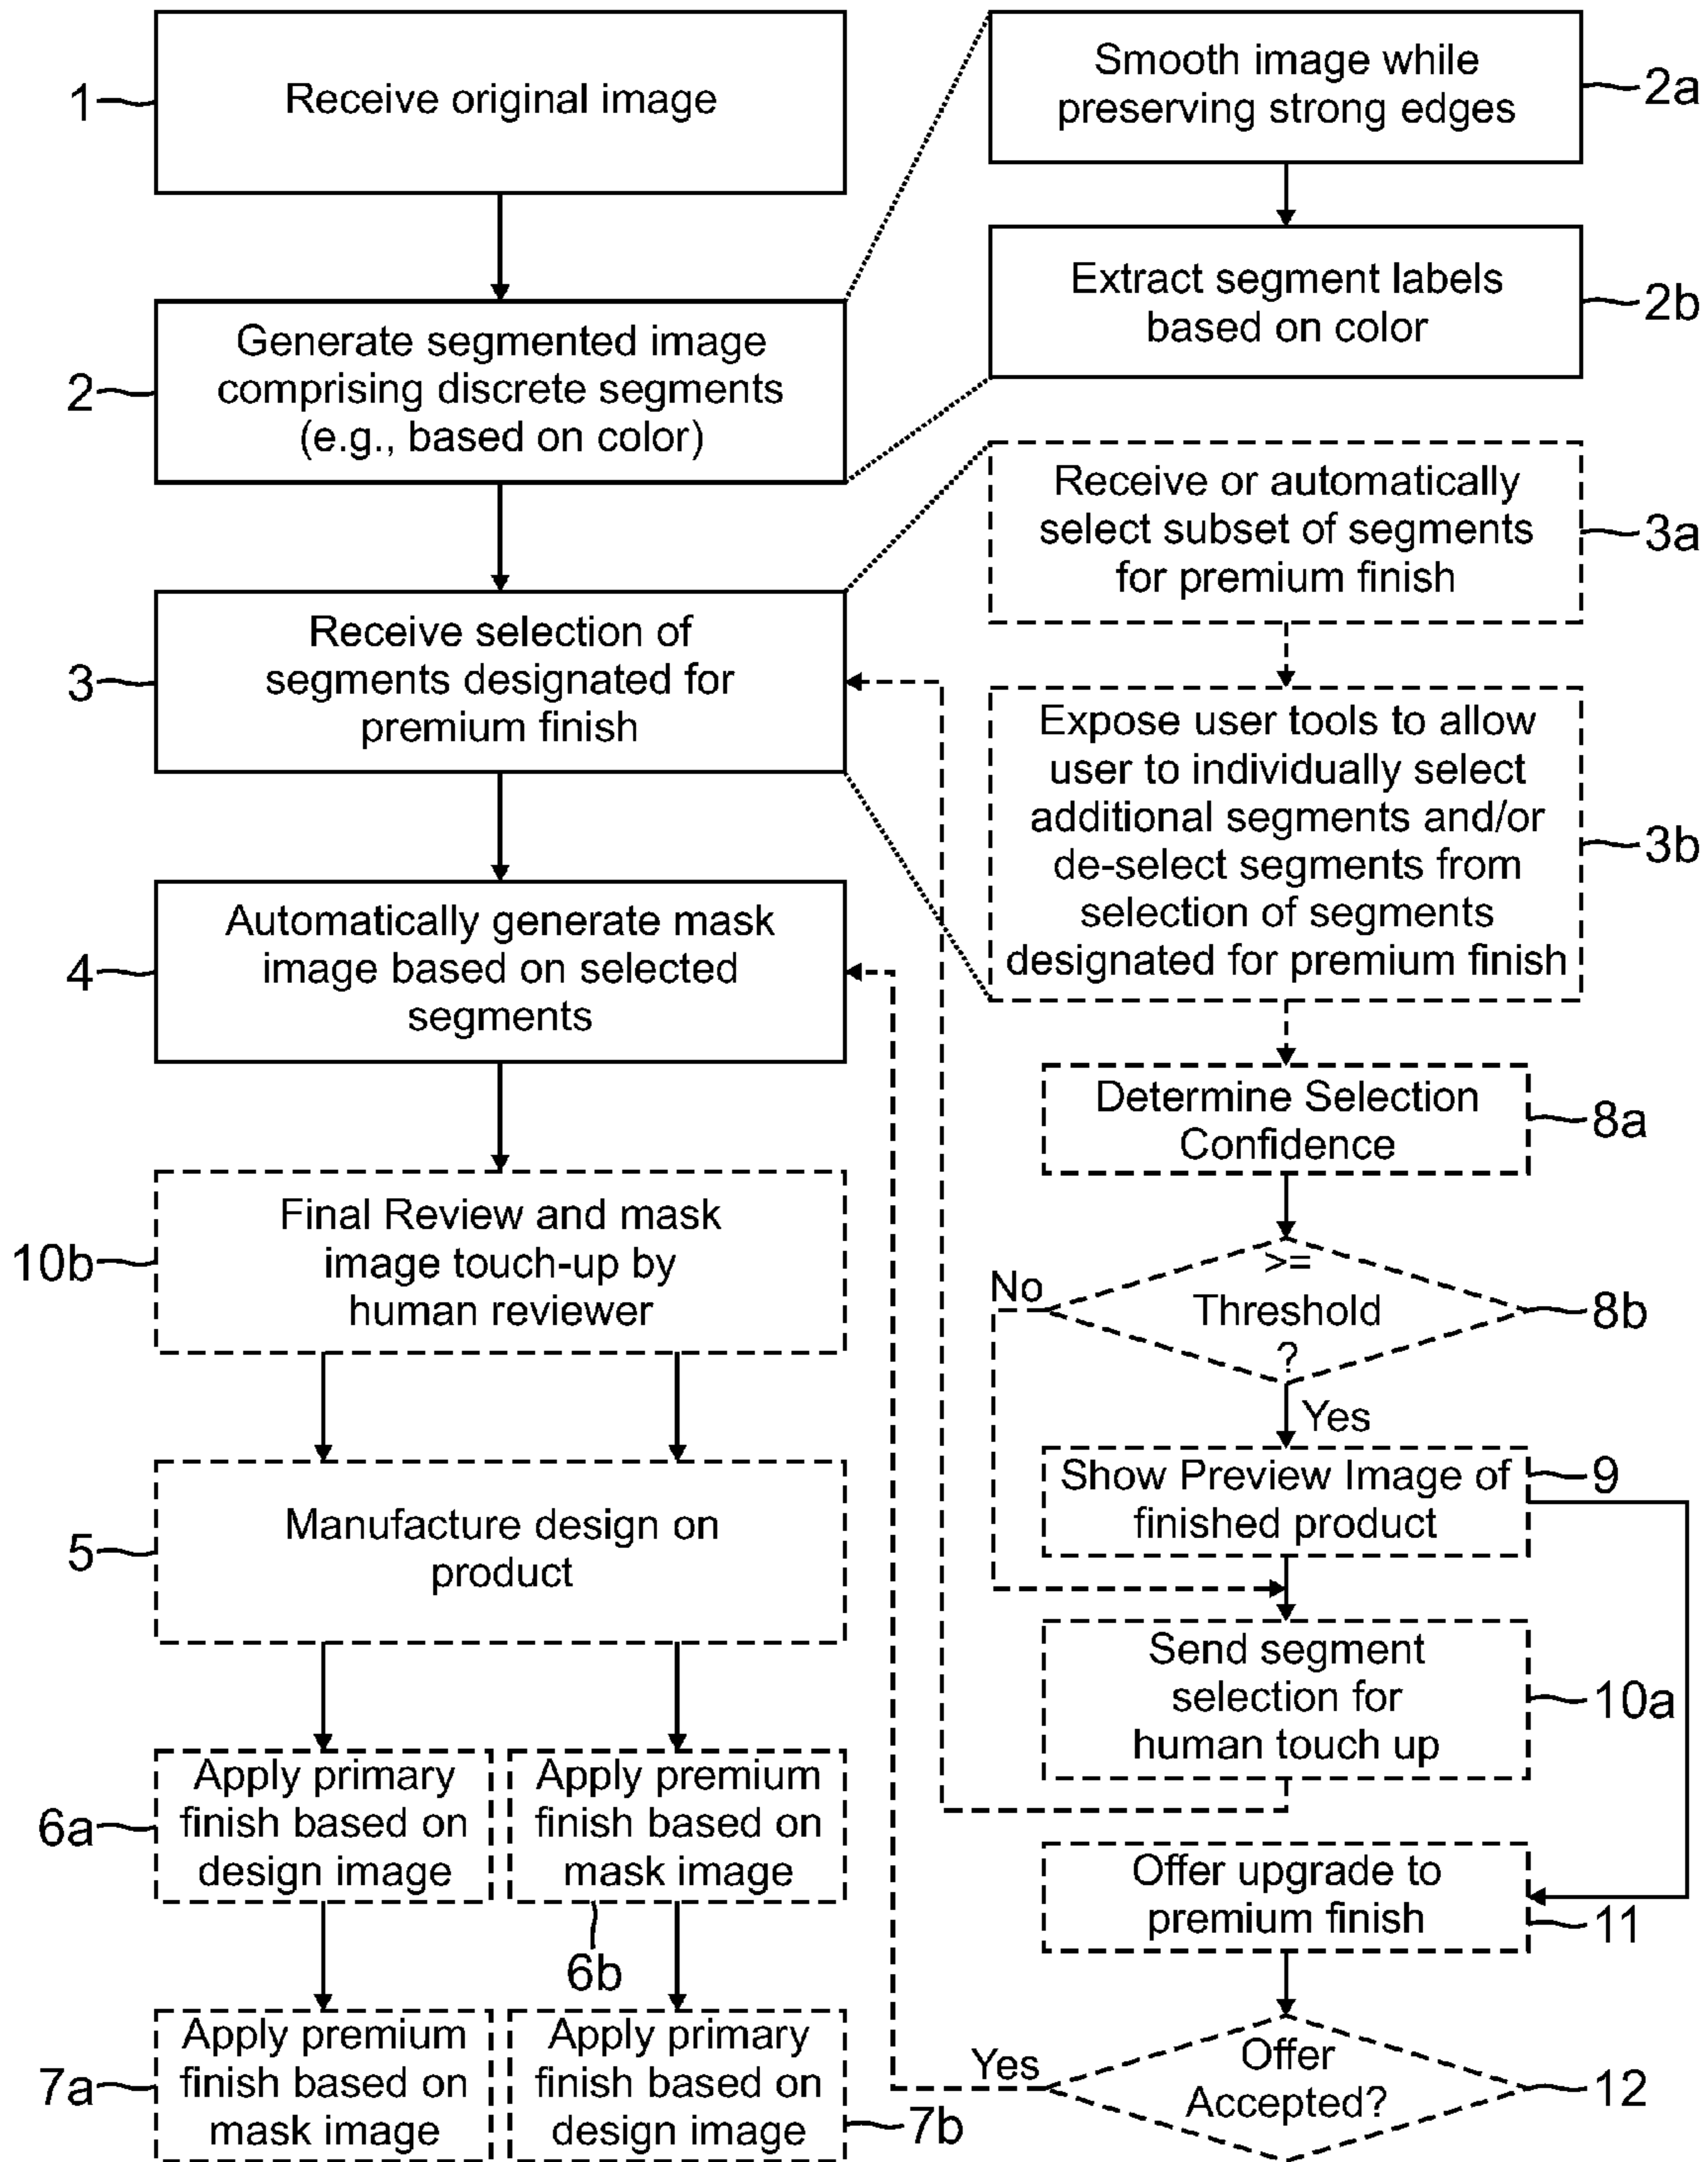 1
Receive original image
2
Generate segmented image
comprising discrete segments
(e.g., based on color)
3
Receive selection of
segments designated for
premium finish
4
Automatically generate mask
image based on selected
segments
10b
Final Review and mask
image touch-up by
human reviewer
5
Manufacture design on
product
6a
Apply primary
finish based on
design image
Apply premium
finish based on
mask image
6b
7a
Apply premium
finish based on
mask image
Apply primary
finish based on
design image
7b
Smooth image while
preserving strong edges
2a
Extract segment labels
based on color
2b
Receive or automatically
select subset of segments
for premium finish
3a
Expose user tools to allow
user to individually select
additional segments and/or
de-select segments from
selection of segments
designated for premium finish
3b
Determine Selection
Confidence
8a
>=
Threshold
?
8b
No
Yes
Show Preview Image of
finished product
9
Send segment
selection for
human touch up
10a
Offer upgrade to
premium finish
11
Offer
Accepted?
12
Yes